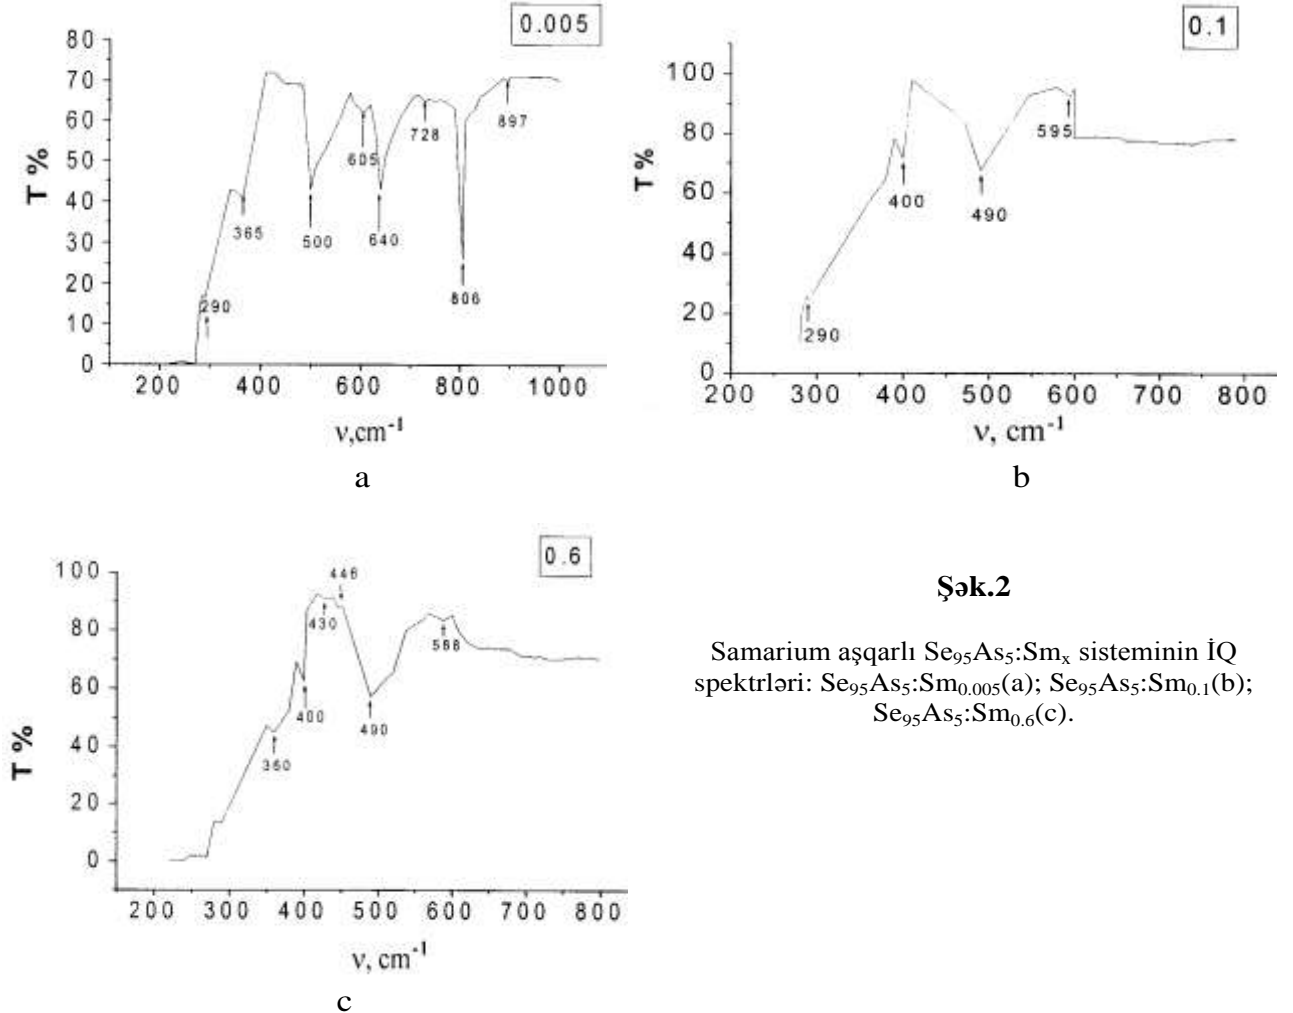 0.005
80
70
60
50
40
30
20
10
0
T %
290
365
500
605
640
728
806
897
200 400 600 800 1000
ν,cm⁻¹
a
0.1
100
80
60
40
20
0
T %
290
400
490
595
200 300 400 500 600 700 800
ν, cm⁻¹
b
0.6
100
80
60
40
20
0
T %
446
430
400
360
490
200 300 400 500 600 700 800
ν, cm⁻¹
c
Şək.2
Samarium aşqarlı Se₉₅As₅:Smₓ sisteminin İQ
spektrləri: Se₉₅As₅:Sm₀.₀₀₅(a); Se₉₅As₅:Sm₀.₁(b);
Se₉₅As₅:Sm₀.₆(c).